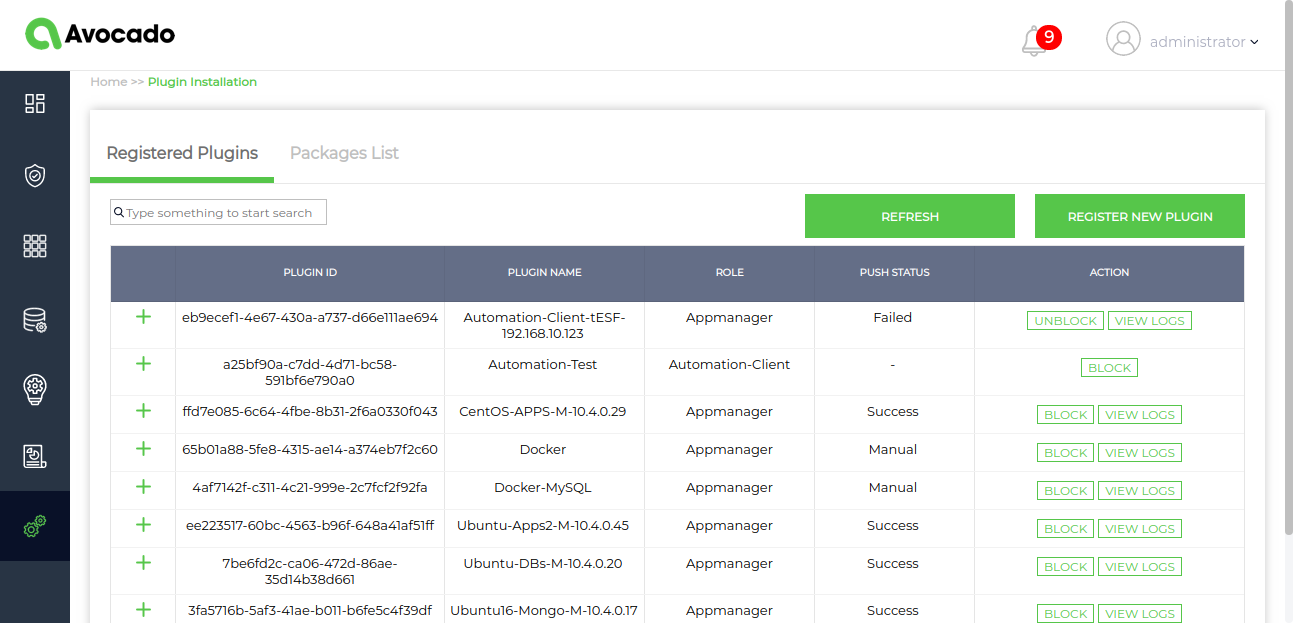 Avocado
9
administrator
Home >> Plugin Installation
Registered Plugins Packages List
Type something to start search REFRESH REGISTER NEW PLUGIN
PLUGIN ID PLUGIN NAME ROLE PUSH STATUS ACTION
eb9ecef1-4e67-430a-a737-d66e111ae694 Automation-Client-tESF- Appmanager Failed UNBLOCK VIEW LOGS
192.168.10.123
a25bf90a-c7dd-4d71-bc58- Automation-Test Automation-Client - BLOCK
591bf6e790a0
ffd7e085-6c64-4fbe-8b31-2f6a0330f043 CentOS-APPS-M-10.4.0.29 Appmanager Success BLOCK VIEW LOGS
65b01a88-5fe8-4315-ae14-a374eb7f2c60 Docker Appmanager Manual BLOCK VIEW LOGS
4af7142f-c311-4c21-999e-2c7fcf2f92fa Docker-MySQL Appmanager Manual BLOCK VIEW LOGS
ee223517-60bc-4563-b96f-648a41af51ff Ubuntu-Apps2-M-10.4.0.45 Appmanager Success BLOCK VIEW LOGS
7be6fd2c-ca06-472d-86ae- Ubuntu-DBs-M-10.4.0.20 Appmanager Success BLOCK VIEW LOGS
35d14b38d661
3fa5716b-5af3-41ae-b011-b6fe5c4f39df Ubuntu16-Mongo-M-10.4.0.17 Appmanager Success BLOCK VIEW LOGS